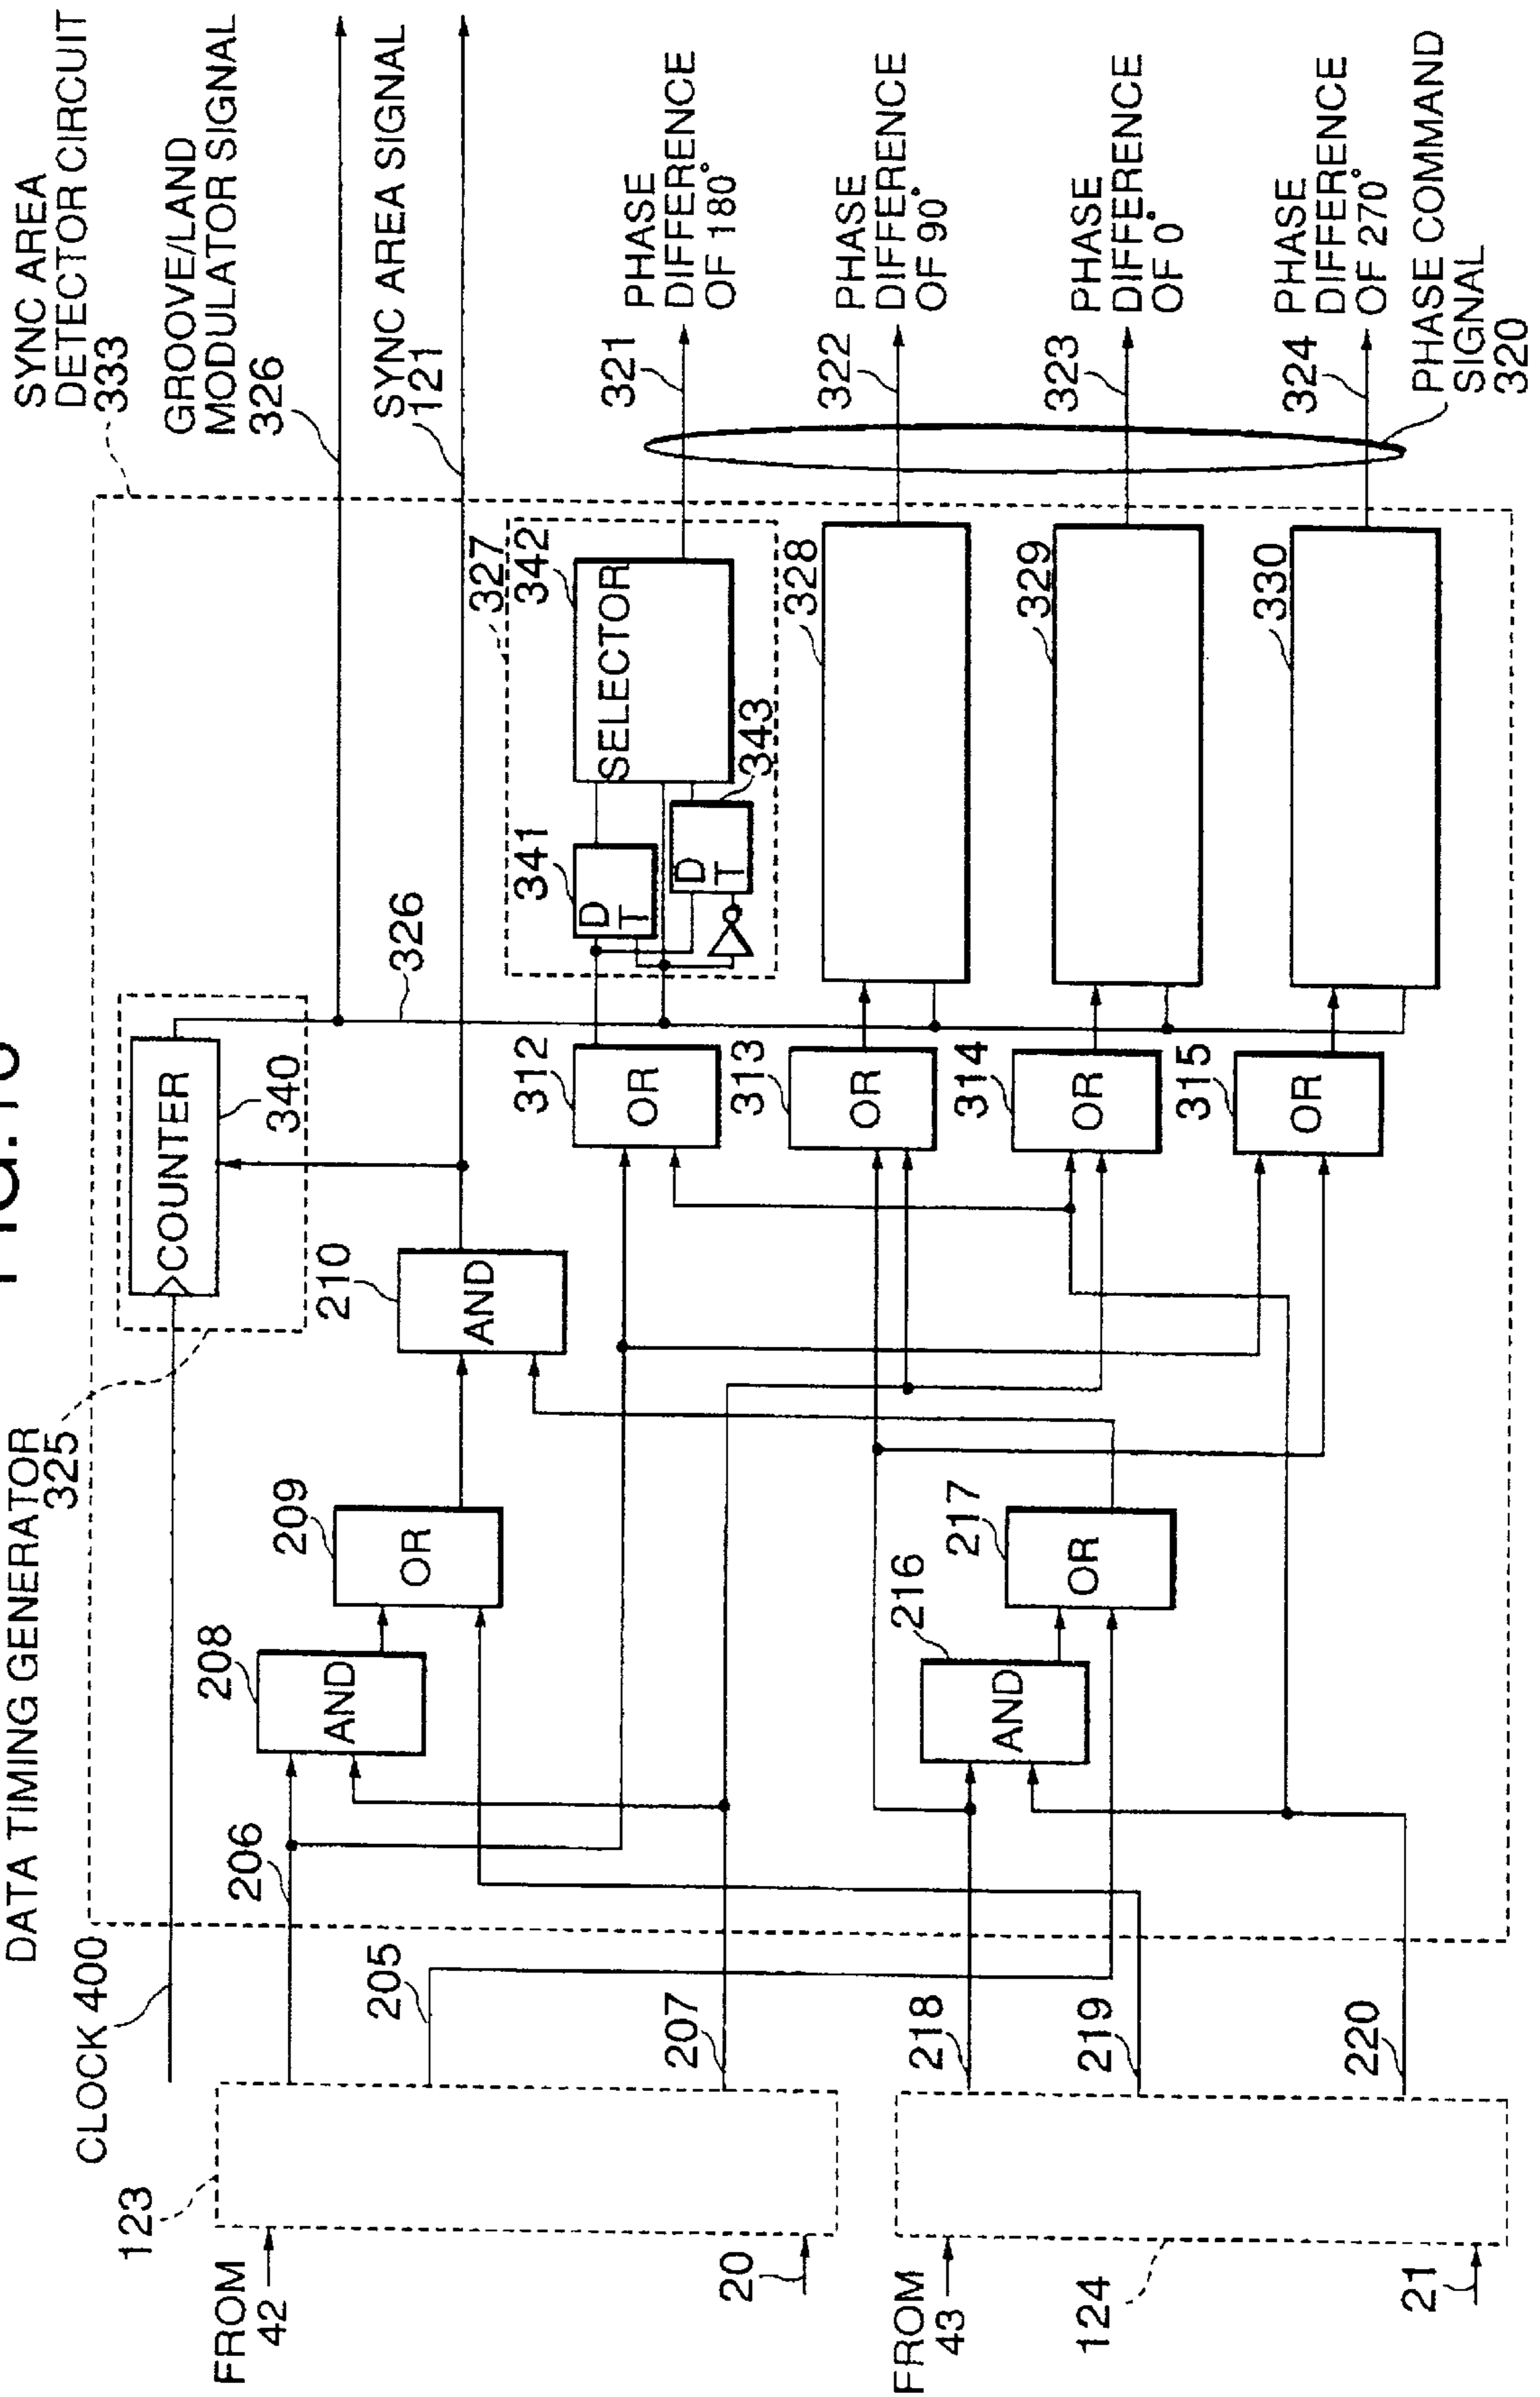 FIG.16
SYNC AREA
DETECTOR CIRCUIT
333
GROOVE/LAND
MODULATOR SIGNAL
326
SYNC AREA SIGNAL
121
DATA TIMING GENERATOR
325
CLOCK 400
COUNTER
340
326
206
208
AND
209
OR
210
AND
205
207
123
FROM
42
20
312
OR
327
341
D
T
342
SELECTOR
343
D
T
321
PHASE
DIFFERENCE
OF 180°
313
OR
328
322
PHASE
DIFFERENCE
OF 90°
218
216
AND
217
OR
314
OR
329
323
PHASE
DIFFERENCE
OF 0°
219
220
FROM
43
124
21
315
OR
330
324
PHASE
DIFFERENCE
OF 270°
PHASE COMMAND
SIGNAL
320